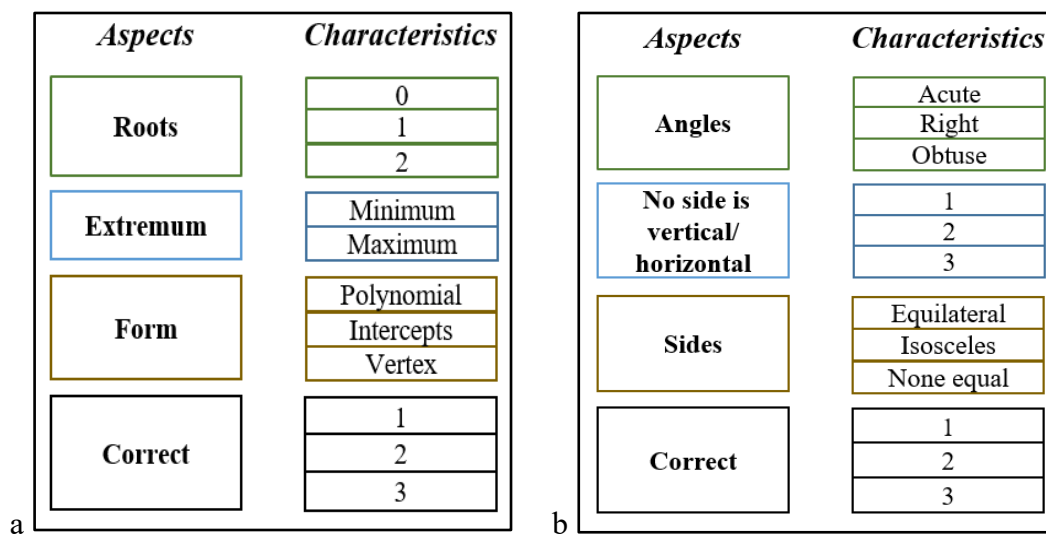 Aspects Characteristics
Roots
0
1
2
Extremum
Minimum
Maximum
Form
Polynomial
Intercepts
Vertex
Correct
1
2
3
a
Aspects Characteristics
Angles
Acute
Right
Obtuse
No side is
vertical/
horizontal
1
2
3
Sides
Equilateral
Isosceles
None equal
Correct
1
2
3
b